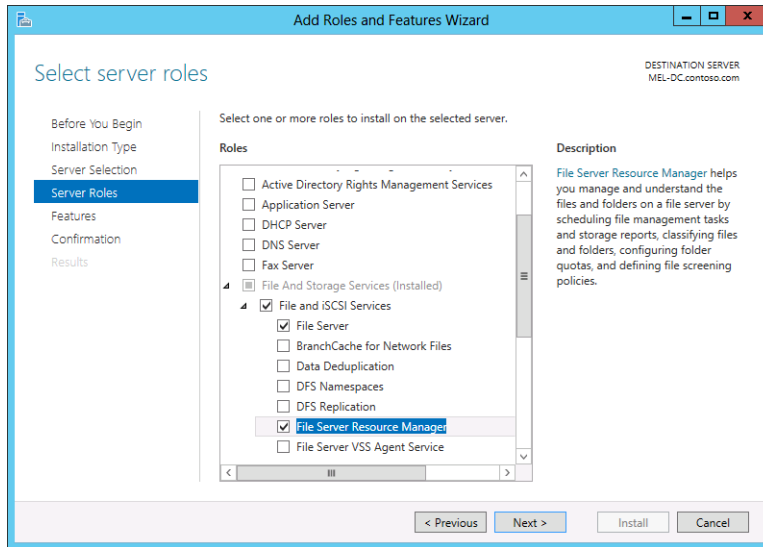 Add Roles and Features Wizard
Select server roles
DESTINATION SERVER
MEL-DC.contoso.com
Before You Begin
Installation Type
Server Selection
Server Roles
Features
Confirmation
Results
Select one or more roles to install on the selected server.
Roles
Active Directory Rights Management Services
Application Server
DHCP Server
DNS Server
Fax Server
File And Storage Services (Installed)
File and iSCSI Services
File Server
BranchCache for Network Files
Data Deduplication
DFS Namespaces
DFS Replication
File Server Resource Manager
File Server VSS Agent Service
Description
File Server Resource Manager helps
you manage and understand the
files and folders on a file server by
scheduling file management tasks
and storage reports, classifying files
and folders, configuring folder
quotas, and defining file screening
policies.
< Previous
Next >
Install
Cancel